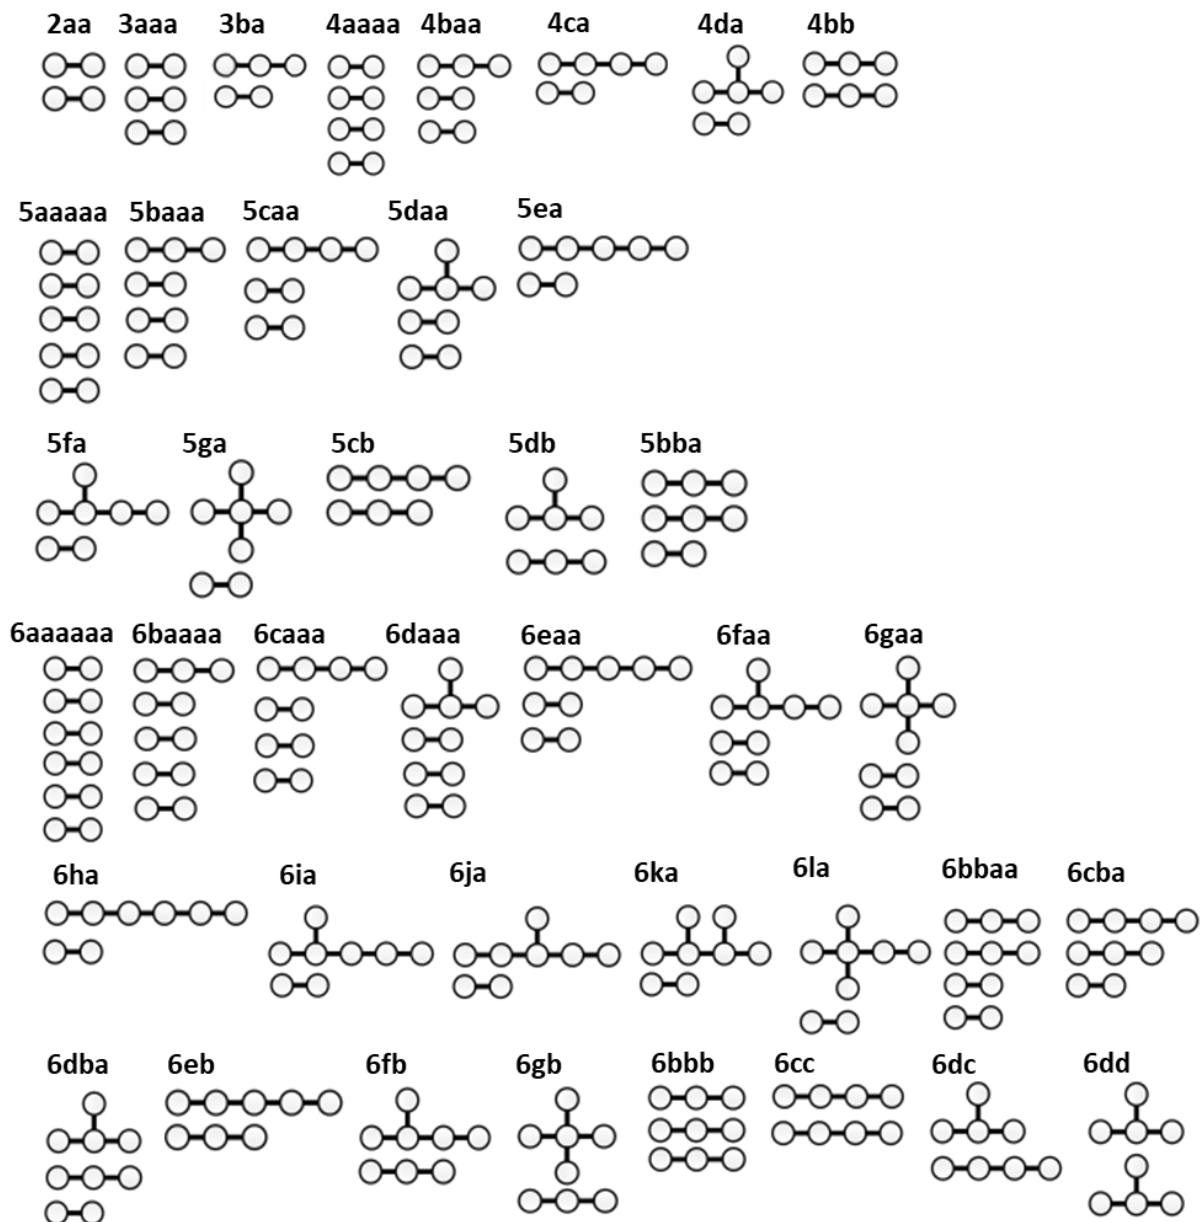 2aa 3aaa 3ba 4aaaa 4baa 4ca 4da 4bb
5aaaaa 5baaa 5caa 5daa 5ea
5fa 5ga 5cb 5db 5bba
6aaaaaa 6baaaa 6caaa 6daaa 6eaa 6faa 6gaa
6ha 6ia 6ja 6ka 6la 6bbaa 6cba
6dba 6eb 6fb 6gb 6bbb 6cc 6dc 6dd